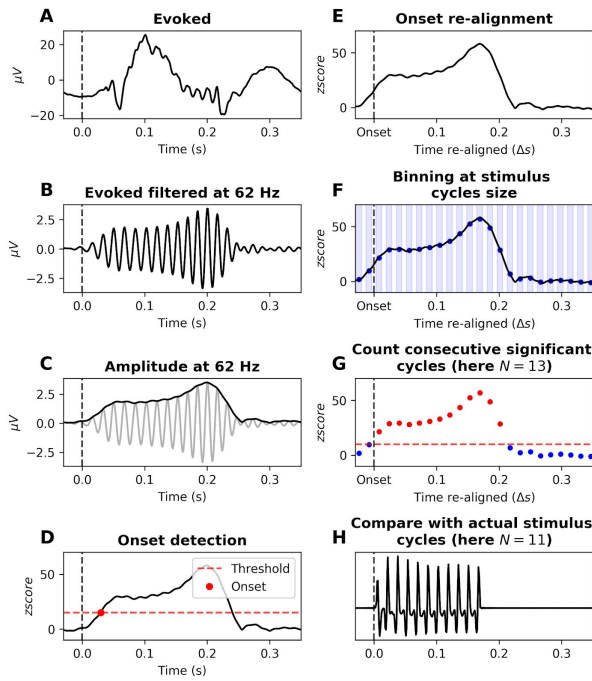 A
Evoked
20
0
−20
μV
0.0 0.1 0.2 0.3
Time (s)
B
Evoked filtered at 62 Hz
2.5
0.0
−2.5
μV
0.0 0.1 0.2 0.3
Time (s)
C
Amplitude at 62 Hz
2.5
0.0
−2.5
μV
0.0 0.1 0.2 0.3
Time (s)
D
Onset detection
Threshold
Onset
50
0
zscore
0.0 0.1 0.2 0.3
Time (s)
E
Onset re-alignment
50
0
zscore
Onset 0.1 0.2 0.3
Time re-aligned (Δs)
F
Binning at stimulus
cycles size
50
0
zscore
Onset 0.1 0.2 0.3
Time re-aligned (Δs)
G
Count consecutive significant
cycles (here N = 13)
50
0
zscore
Onset 0.1 0.2 0.3
Time re-aligned (Δs)
H
Compare with actual stimulus
cycles (here N = 11)
0.0 0.1 0.2 0.3
Time (s)